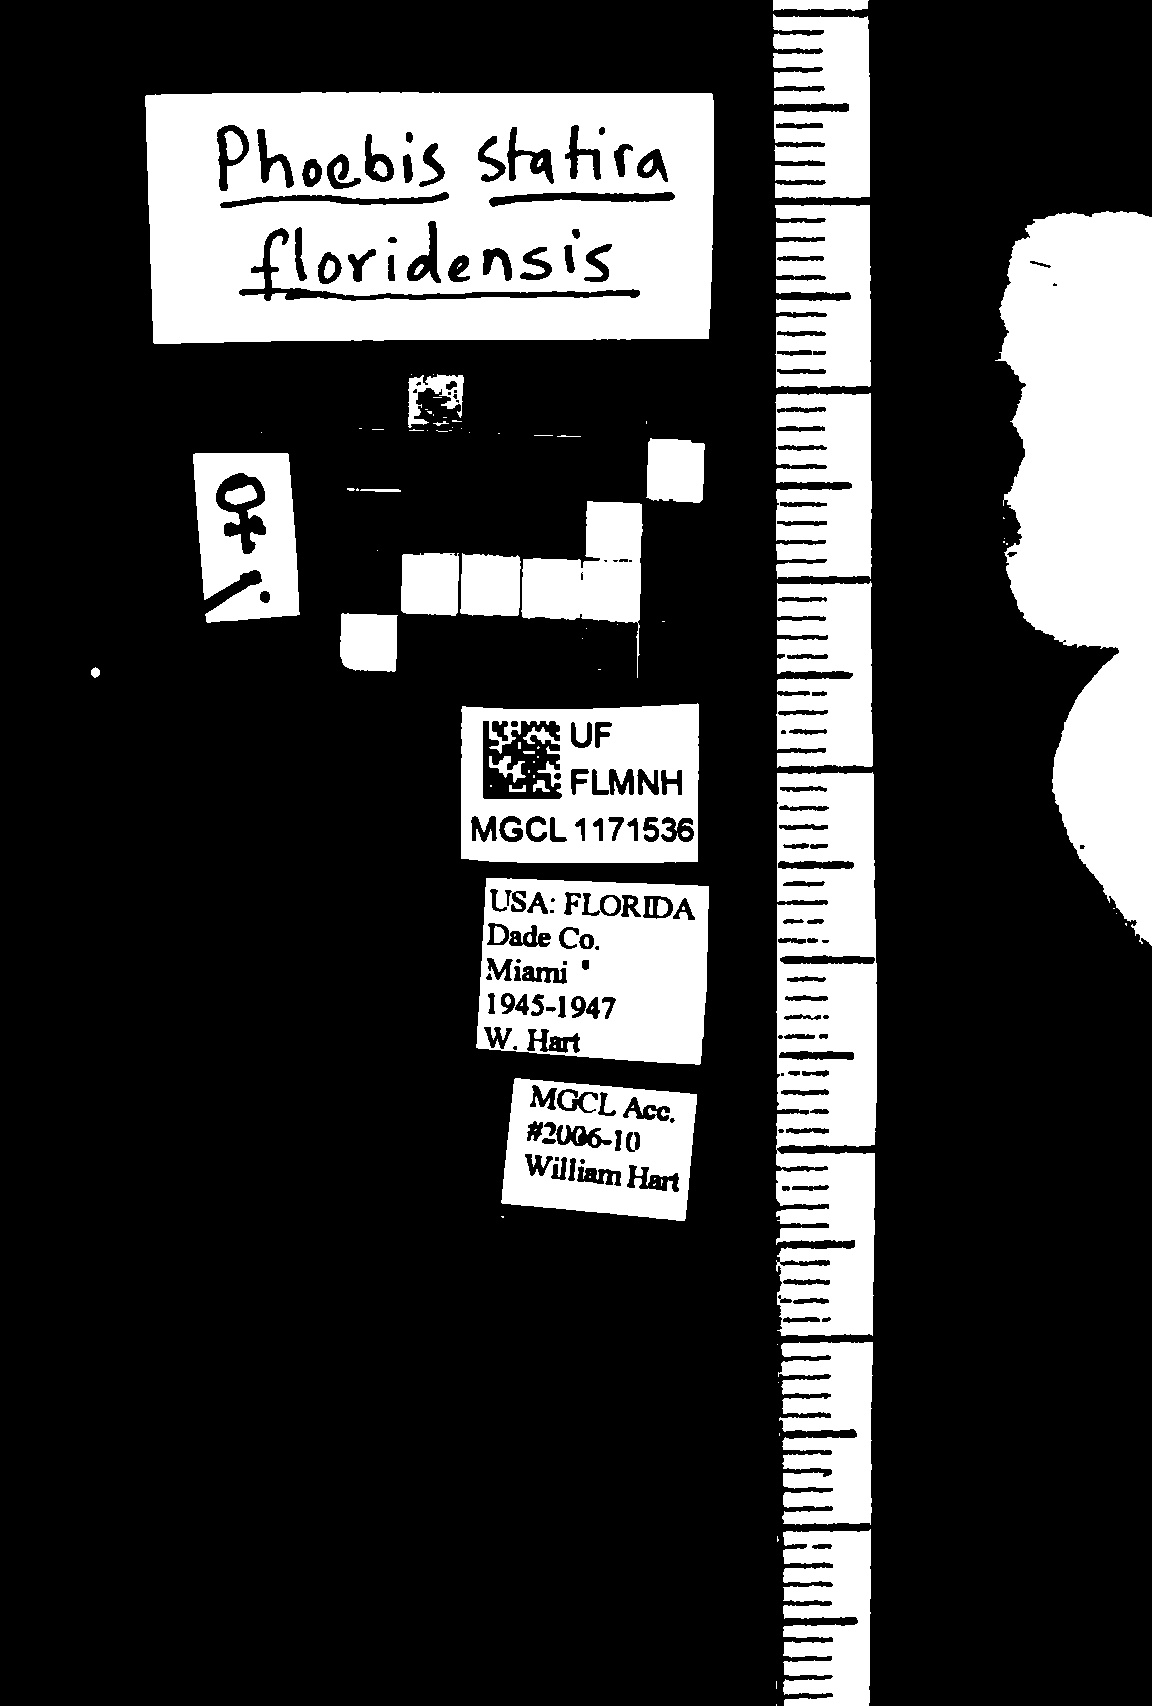 Phoebis statira
floridensis
♀
UF
FLMNH
MGCL 1171536
USA: FLORIDA
Dade Co.
Miami
1945-1947
W. Hart
MGCL Acc.
#2006-10
William Hart